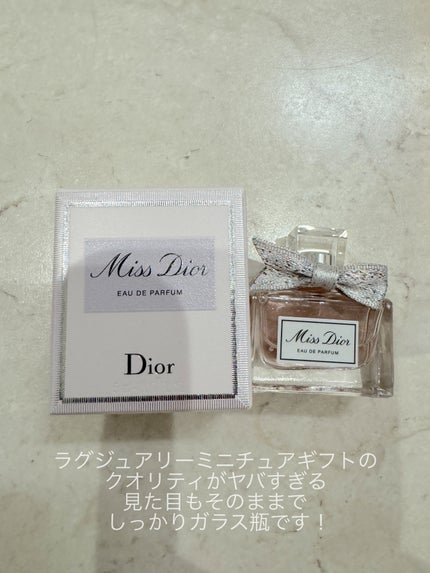 Miss Dior
EAU DE PARFUM
Dior
Miss Dior
EAU DE PARFUM
ラグジュアリーミニチュアギフトの
クオリティがヤバすぎる
見た目もそのままで
しっかりガラス瓶です！